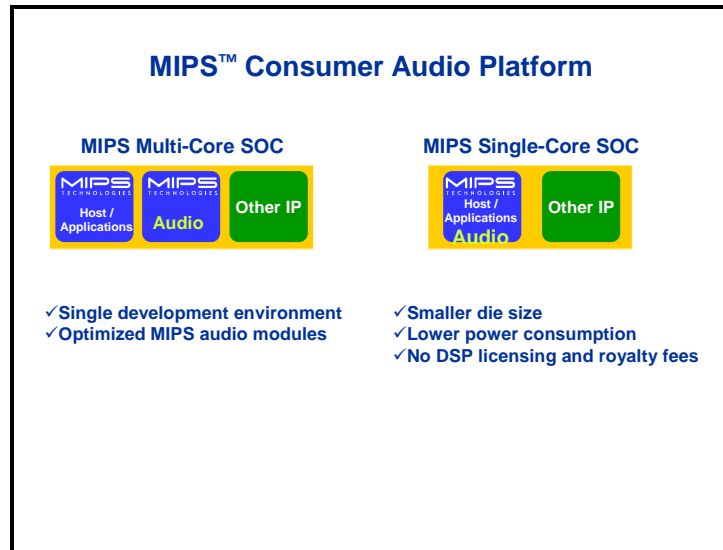 MIPS™ Consumer Audio Platform
MIPS Multi-Core SOC
MIPS
TECHNOLOGIES
Host /
Applications
MIPS
TECHNOLOGIES
Audio
Other IP
✓Single development environment
✓Optimized MIPS audio modules
MIPS Single-Core SOC
MIPS
TECHNOLOGIES
Host /
Applications
Audio
Other IP
✓Smaller die size
✓Lower power consumption
✓No DSP licensing and royalty fees